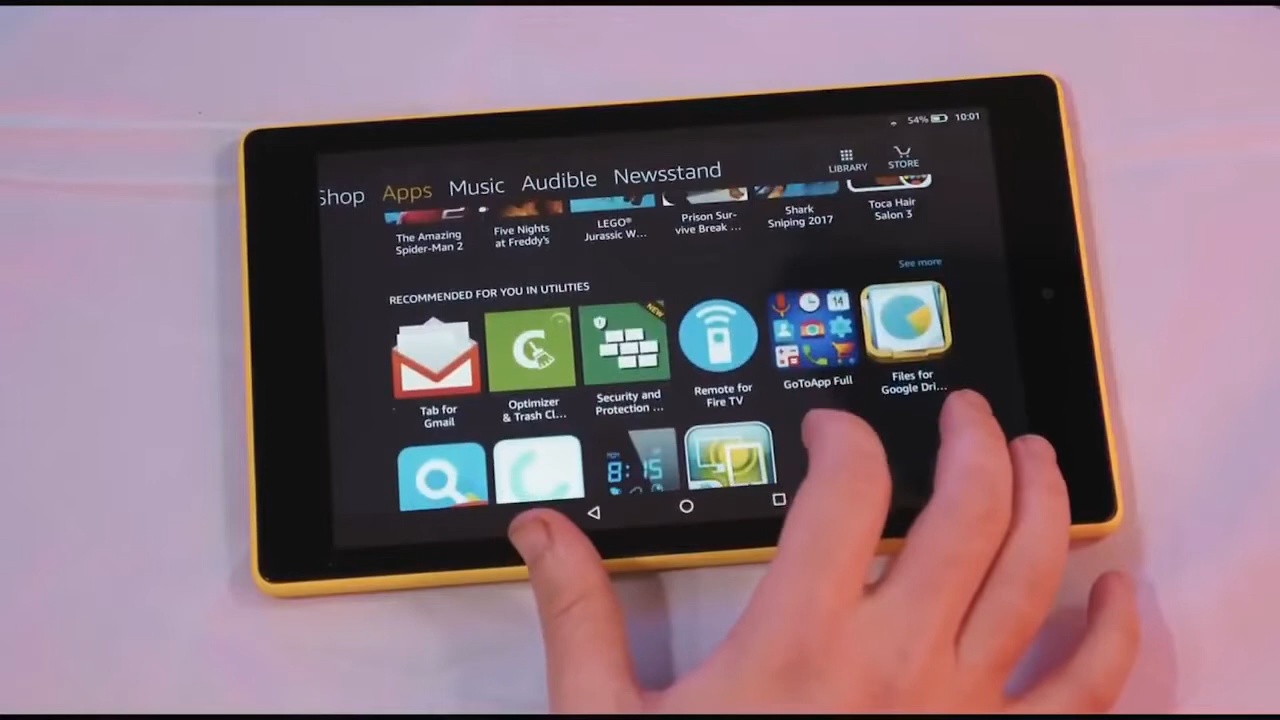 54% 10:01
Shop Apps Music Audible Newsstand LIBRARY STORE
The Amazing
Spider-Man 2
Five Nights
at Freddy's
LEGO®
Jurassic W...
Prison Sur-
vive Break ...
Shark
Sniping 2017
Toca Hair
Salon 3
See more
RECOMMENDED FOR YOU IN UTILITIES
NEW
14
Tab for
Gmail
Optimizer
& Trash Cl...
Security and
Protection ...
Remote for
Fire TV
GoToApp Full
Files for
Google Dri...
8:15